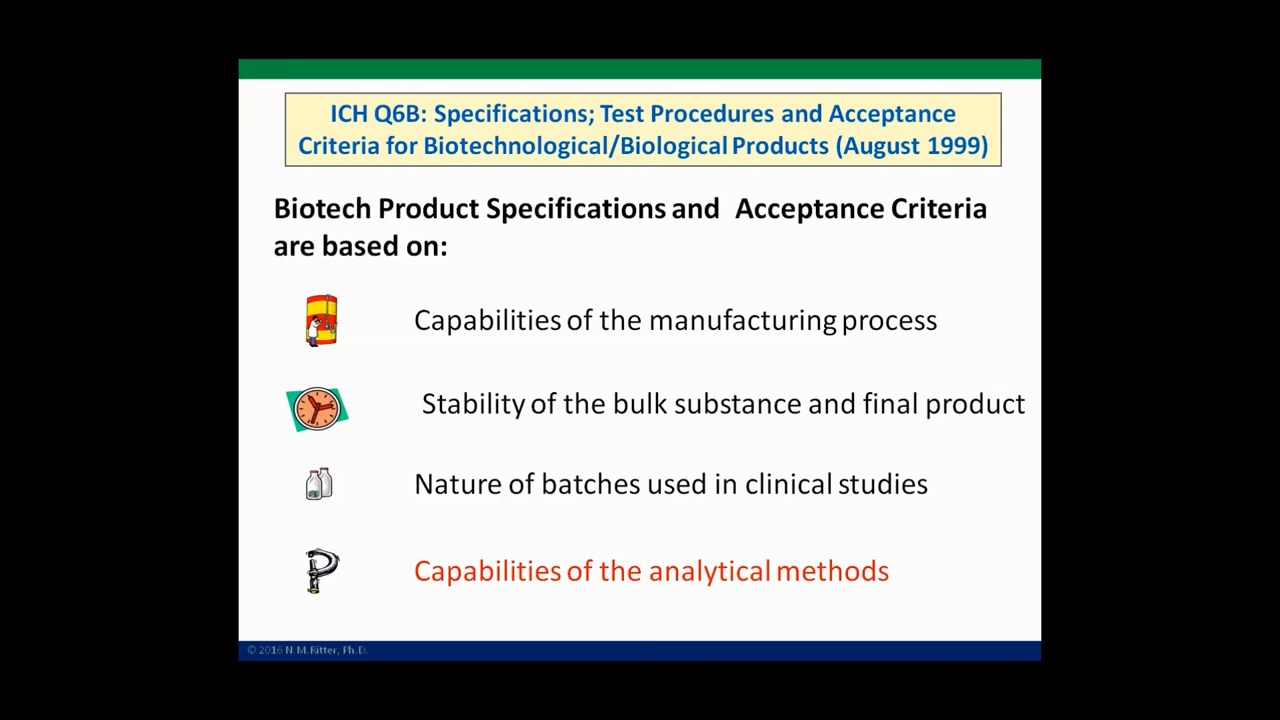 ICH Q6B: Specifications; Test Procedures and Acceptance
Criteria for Biotechnological/Biological Products (August 1999)
Biotech Product Specifications and Acceptance Criteria
are based on:
Capabilities of the manufacturing process
Stability of the bulk substance and final product
Nature of batches used in clinical studies
Capabilities of the analytical methods
© 2016 N.M.Ritter, Ph.D.